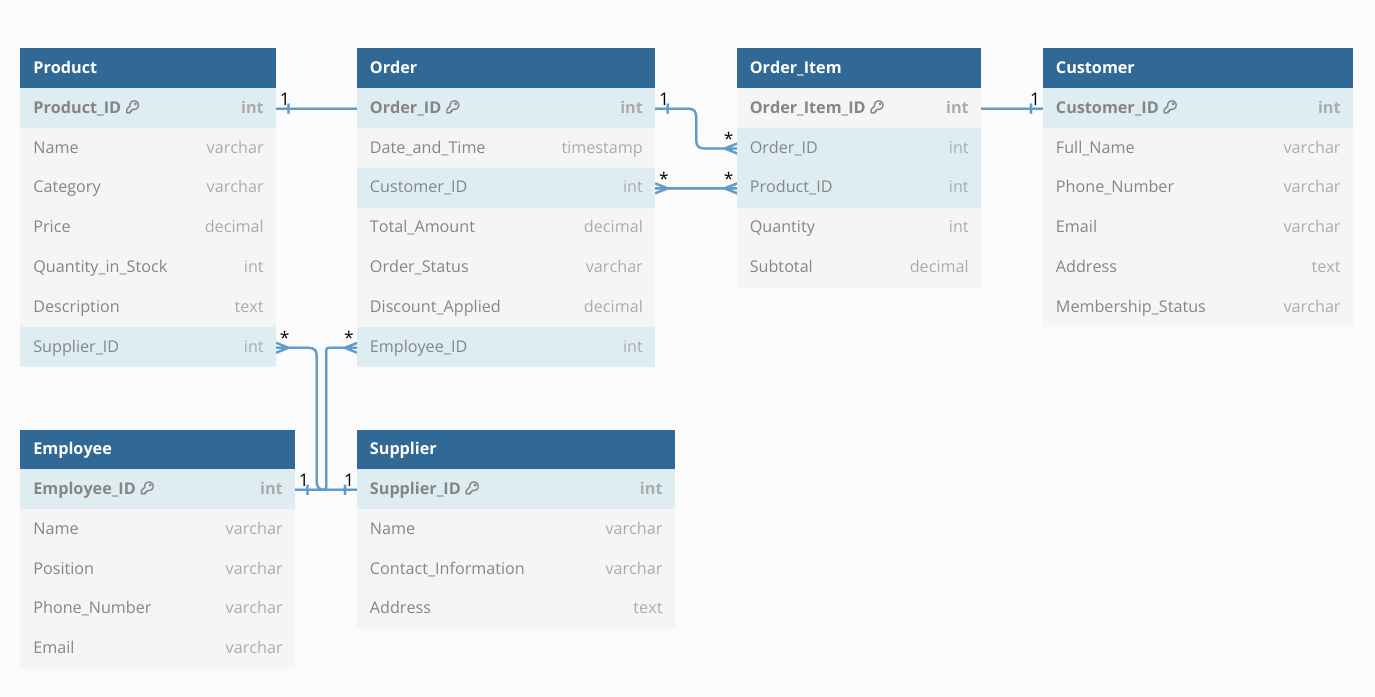 Product
Product_ID int
Name varchar
Category varchar
Price decimal
Quantity_in_Stock int
Description text
Supplier_ID int
1
*
Order
Order_ID int
Date_and_Time timestamp
Customer_ID int
Total_Amount decimal
Order_Status varchar
Discount_Applied decimal
Employee_ID int
*
1
*
*
*
Order_Item
Order_Item_ID int
Order_ID int
Product_ID int
Quantity int
Subtotal decimal
1
Customer
Customer_ID int
Full_Name varchar
Phone_Number varchar
Email varchar
Address text
Membership_Status varchar
Employee
Employee_ID int
Name varchar
Position varchar
Phone_Number varchar
Email varchar
1
1
Supplier
Supplier_ID int
Name varchar
Contact_Information varchar
Address text